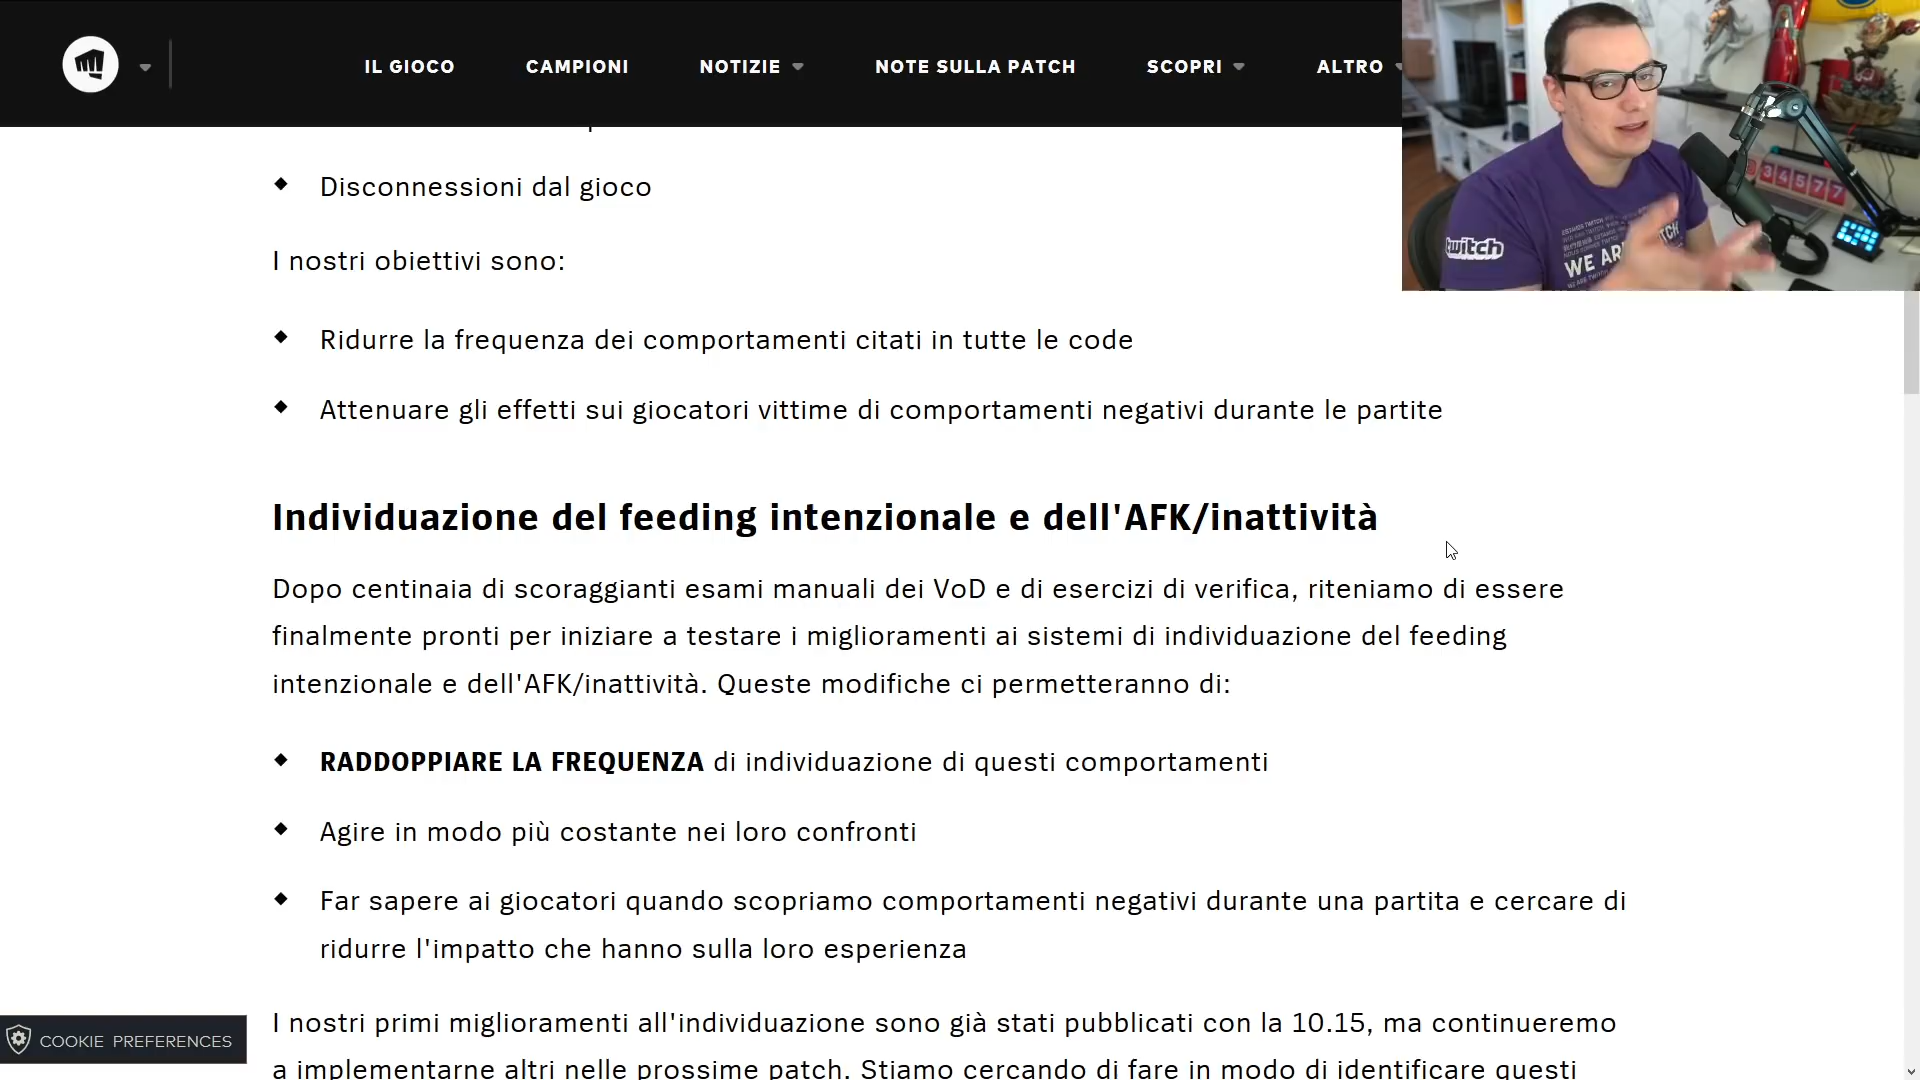 IL GIOCO CAMPIONI NOTIZIE NOTE SULLA PATCH SCOPRI ALTRO
Disconnessioni dal gioco
I nostri obiettivi sono:
Ridurre la frequenza dei comportamenti citati in tutte le code
Attenuare gli effetti sui giocatori vittime di comportamenti negativi durante le partite
Individuazione del feeding intenzionale e dell'AFK/inattività
Dopo centinaia di scoraggianti esami manuali dei VoD e di esercizi di verifica, riteniamo di essere
finalmente pronti per iniziare a testare i miglioramenti ai sistemi di individuazione del feeding
intenzionale e dell'AFK/inattività. Queste modifiche ci permetteranno di:
RADDOPPIARE LA FREQUENZA di individuazione di questi comportamenti
Agire in modo più costante nei loro confronti
Far sapere ai giocatori quando scopriamo comportamenti negativi durante una partita e cercare di
ridurre l'impatto che hanno sulla loro esperienza
I nostri primi miglioramenti all'individuazione sono già stati pubblicati con la 10.15, ma continueremo
a implementarne altri nelle prossime patch. Stiamo cercando di fare in modo di identificare questi
COOKIE PREFERENCES
twitch
WE ARE
34577